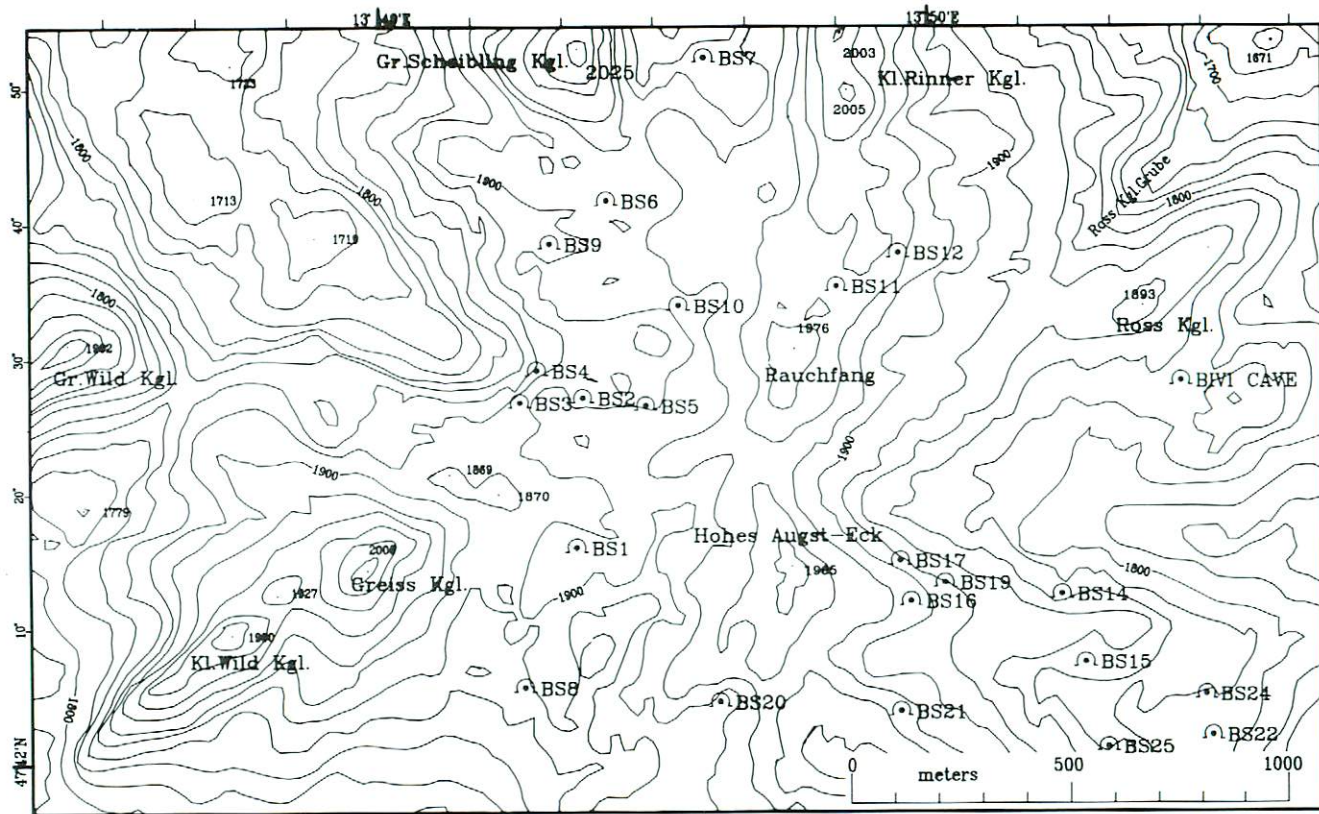 13°49'E
13°50'E
Gr.Scheibling Kgl.
2025
BS7
2003
Kl.Rinner Kgl.
2005
1671
1700
1713
50"
1800
1900
1900
Ross Kgl.Grube
1800
1713
BS6
40"
1719
BS9
BS12
BS11
1800
BS10
1893
Ross Kgl.
1976
1982
30"
Gr.Wild Kgl.
BS4
Rauchfang
BIVI CAVE
BS3
BS2
BS5
1900
1900
1869
1870
20"
1779
Hohes Augst-Eck
BS1
BS17
1965
BS19
1800
BS14
BS16
Greiss Kgl.
1927
1900
10"
Kl.Wild Kgl.
BS15
BS8
BS20
BS21
BS24
1800
BS22
BS25
47°42'N
0
500
1000
meters